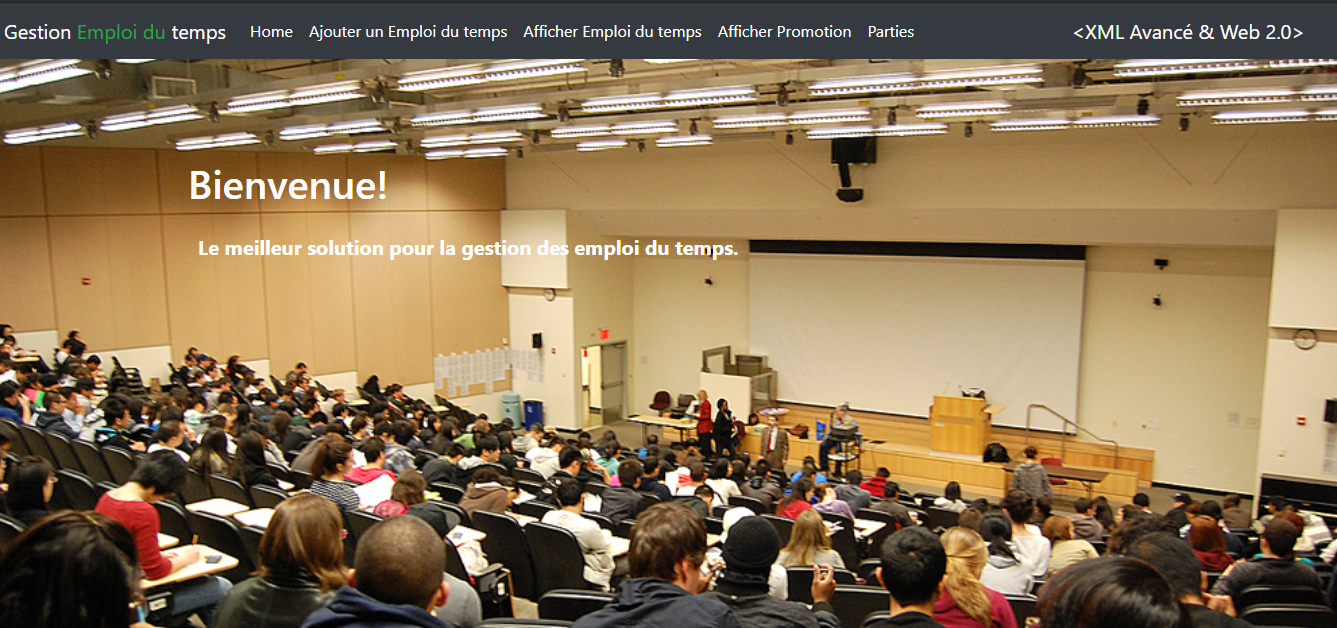 Gestion Emploi du temps Home Ajouter un Emploi du temps Afficher Emploi du temps Afficher Promotion Parties <XML Avancé & Web 2.0>
Bienvenue!
Le meilleur solution pour la gestion des emploi du temps.